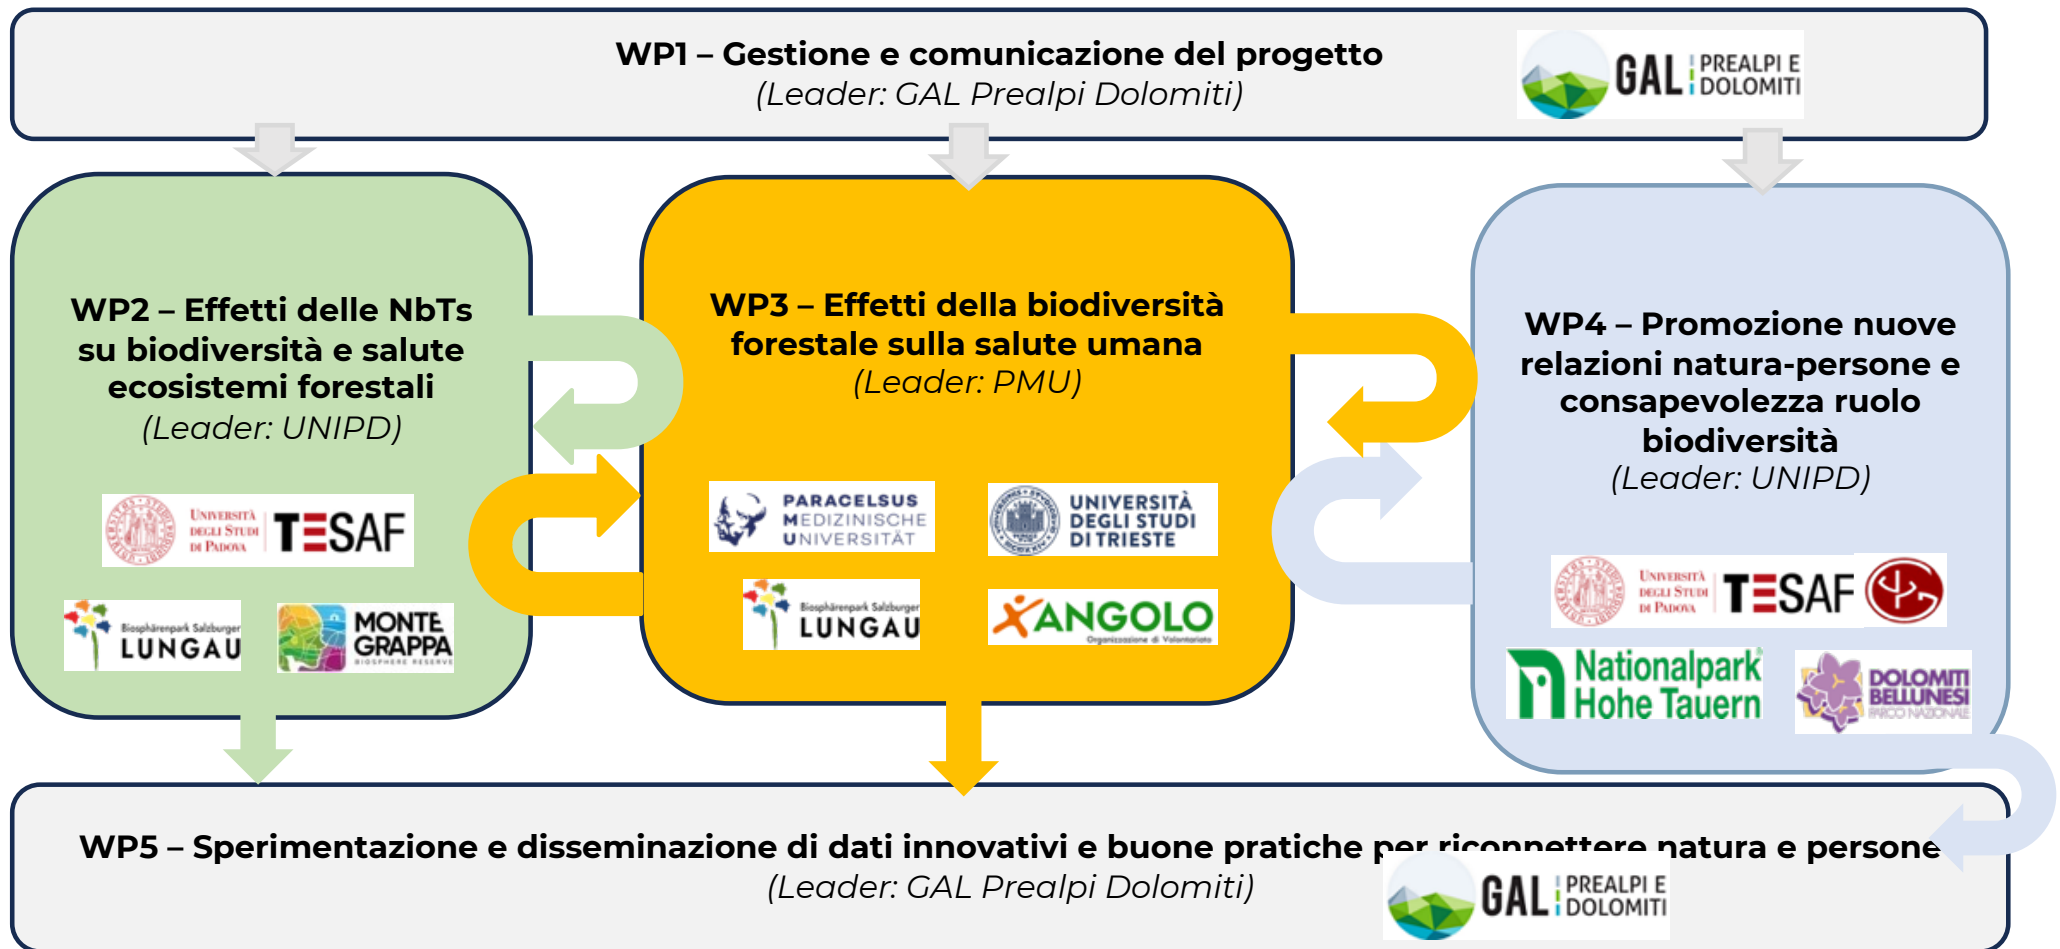 WP1 – Gestione e comunicazione del progetto
(Leader: GAL Prealpi Dolomiti)
GAL PREALPI E
DOLOMITI
WP2 – Effetti delle NbTs
su biodiversità e salute
ecosistemi forestali
(Leader: UNIPD)
UNIVERSITÀ
DEGLI STUDI
DI PADOVA
TESAF
Biosphärenpark Salzburger
LUNGAU
MONTE
GRAPPA
BIOSPHERE RESERVE
WP3 – Effetti della biodiversità
forestale sulla salute umana
(Leader: PMU)
PARACELSUS
MEDIZINISCHE
UNIVERSITÄT
UNIVERSITÀ
DEGLI STUDI
DI TRIESTE
Biosphärenpark Salzburger
LUNGAU
ANGOLO
Organizzazione di Volontariato
WP4 – Promozione nuove
relazioni natura-persone e
consapevolezza ruolo
biodiversità
(Leader: UNIPD)
UNIVERSITÀ
DEGLI STUDI
DI PADOVA
TESAF
Nationalpark
Hohe Tauern
DOLOMITI
BELLUNESI
PARCO NAZIONALE
WP5 – Sperimentazione e disseminazione di dati innovativi e buone pratiche per riconnettere natura e persone
(Leader: GAL Prealpi Dolomiti)
GAL PREALPI E
DOLOMITI